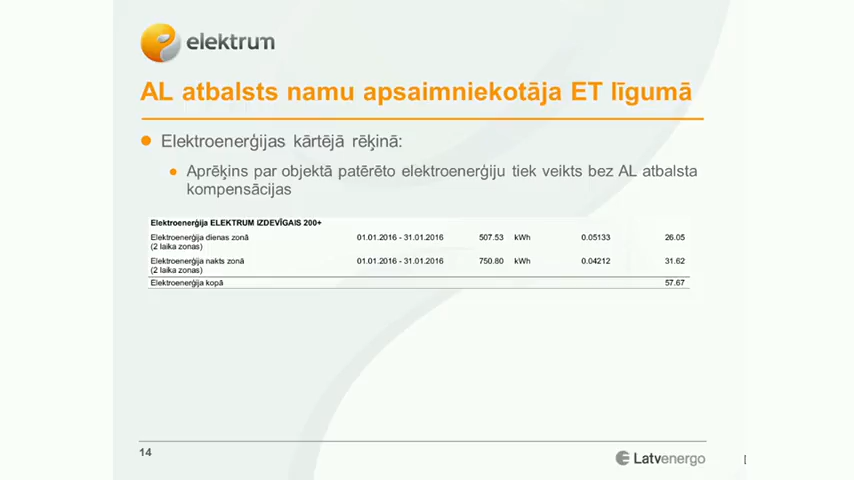 elektrum
AL atbalsts namu apsaimniekotāja ET līgumā
Elektroenerģijas kārtējā rēķinā:
Aprēķins par objektā patērēto elektroenerģiju tiek veikts bez AL atbalsta
kompensācijas
Elektroenerģija ELEKTRUM IZDEVĪGAIS 200+
Elektroenerģija dienas zonā 01.01.2016 - 31.01.2016 507.53 kWh 0.05133 26.05
(2 laika zonas)
Elektroenerģija nakts zonā 01.01.2016 - 31.01.2016 750.80 kWh 0.04212 31.62
(2 laika zonas)
Elektroenerģija kopā 57.67
14
Latvenergo